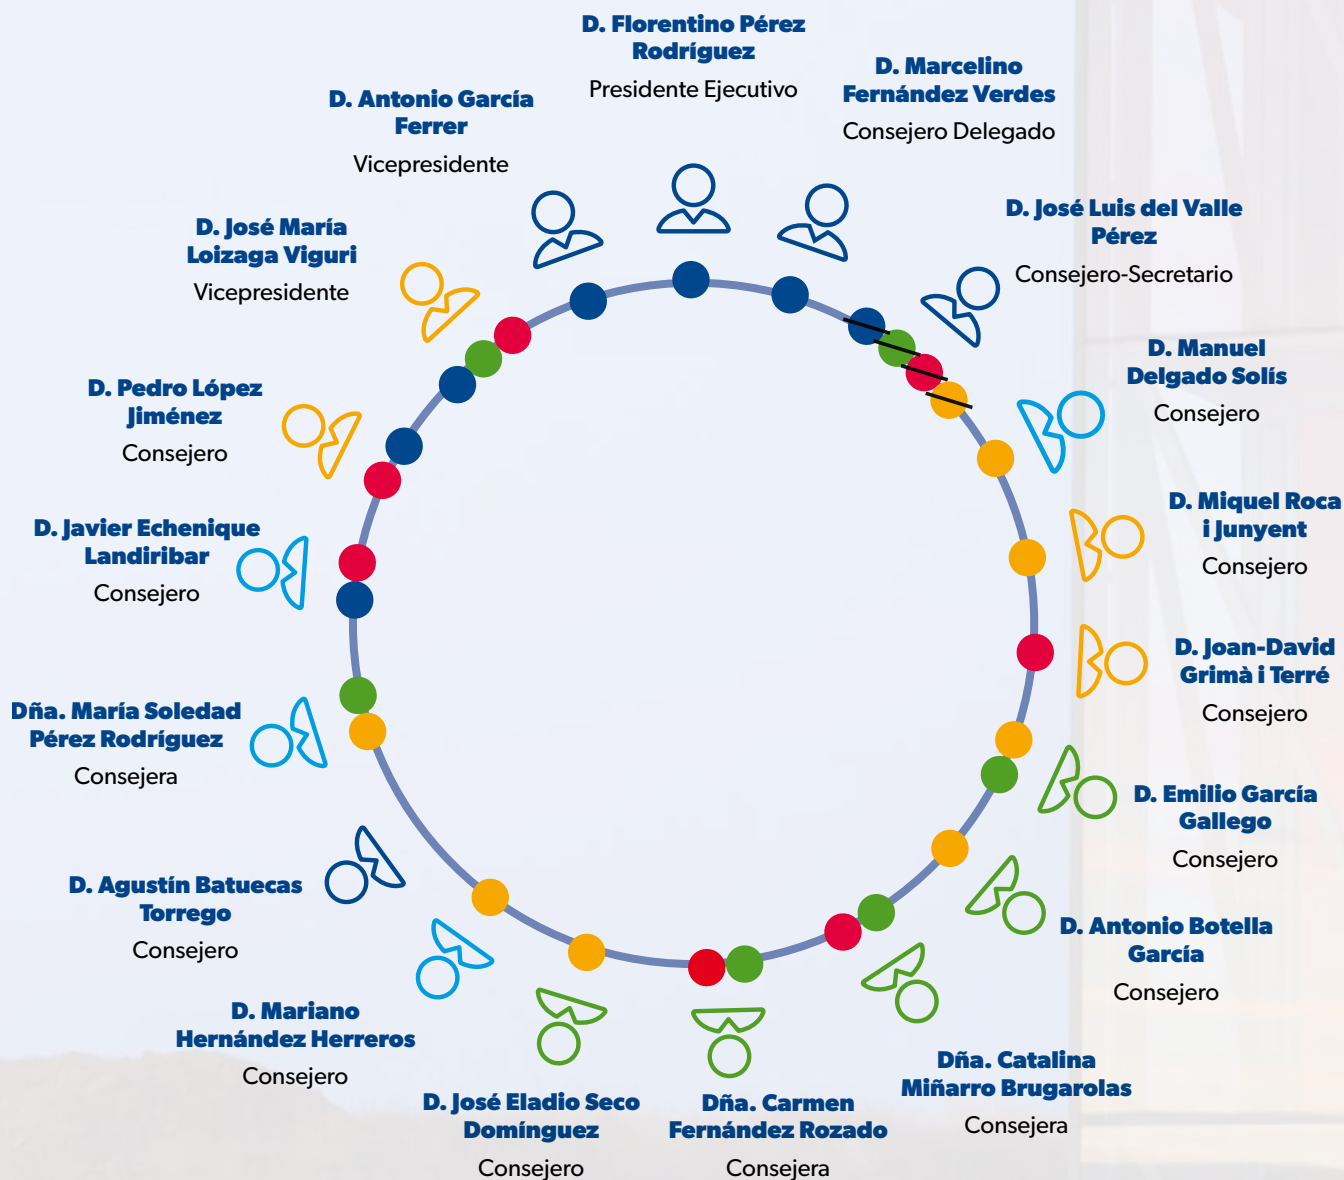 D. Florentino Pérez
Rodríguez
Presidente Ejecutivo
D. Marcelino
Fernández Verdes
Consejero Delegado
D. José Luis del Valle
Pérez
Consejero-Secretario
D. Manuel
Delgado Solís
Consejero
D. Miquel Roca
i Junyent
Consejero
D. Joan-David
Grimà i Terré
Consejero
D. Emilio García
Gallego
Consejero
D. Antonio Botella
García
Consejero
Dña. Catalina
Miñarro Brugarolas
Consejera
Dña. Carmen
Fernández Rozado
Consejera
D. José Eladio Seco
Domínguez
Consejero
D. Mariano
Hernández Herreros
Consejero
D. Agustín Batuecas
Torrego
Consejero
Dña. María Soledad
Pérez Rodríguez
Consejera
D. Javier Echenique
Landiribar
Consejero
D. Pedro López
Jiménez
Consejero
D. José María
Loizaga Viguri
Vicepresidente
D. Antonio García
Ferrer
Vicepresidente